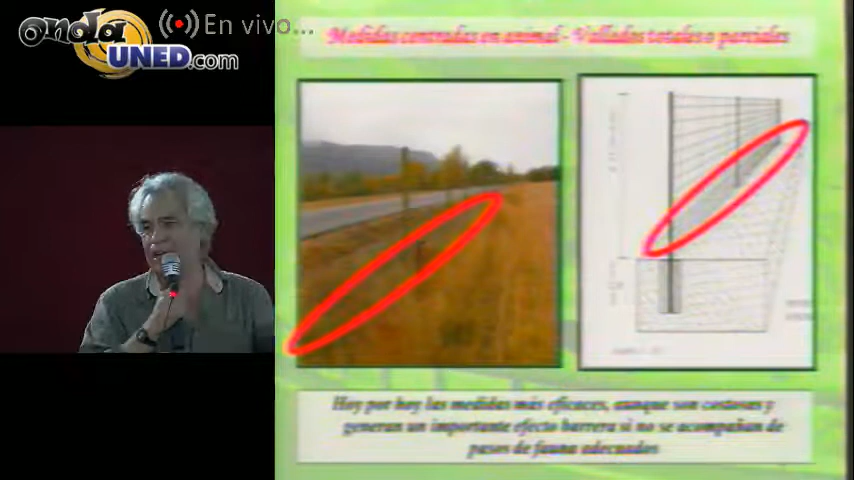 onda
UNED.com
En vivo...
Medidas centradas en animal - Vallados totales o parciales
Hoy por hoy las medidas más eficaces, aunque son costosas y
generan un importante efecto barrera si no se acompañan de
pasos de fauna adecuados